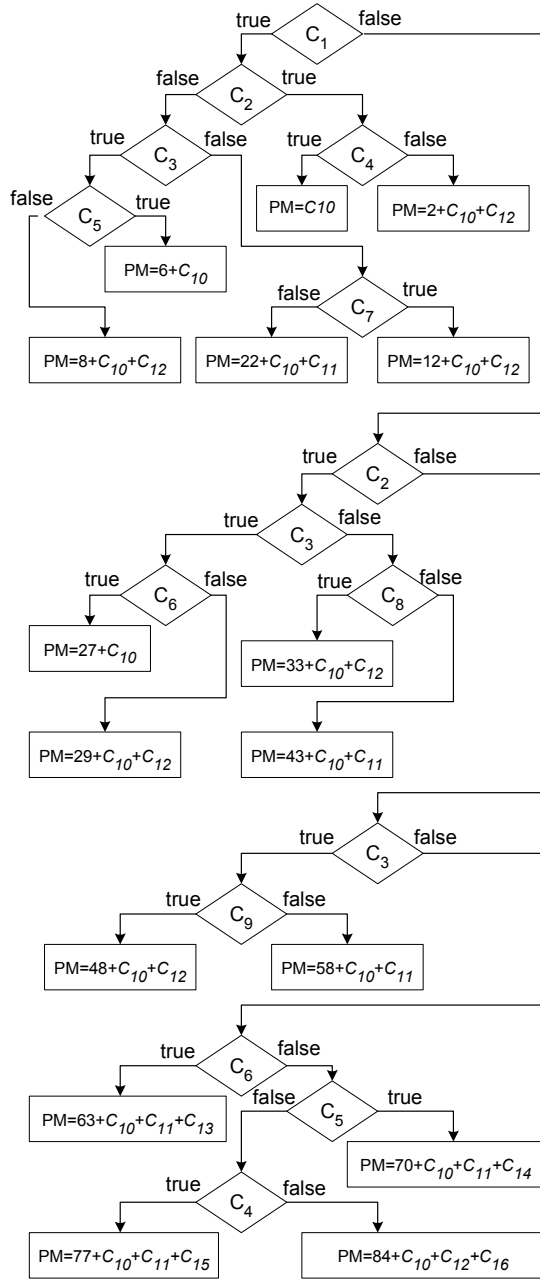 true C1 false
false C2 true
true C3 false true C4 false
false C5 true PM=C10 PM=2+C10+C12
PM=6+C10
false C7 true
PM=8+C10+C12 PM=22+C10+C11 PM=12+C10+C12
true C2 false
true C3 false
true C6 false true C8 false
PM=27+C10 PM=33+C10+C12
PM=29+C10+C12 PM=43+C10+C11
true C3 false
true C9 false
PM=48+C10+C12 PM=58+C10+C11
true C6 false
PM=63+C10+C11+C13 false C5 true
PM=70+C10+C11+C14
true C4 false
PM=77+C10+C11+C15 PM=84+C10+C12+C16